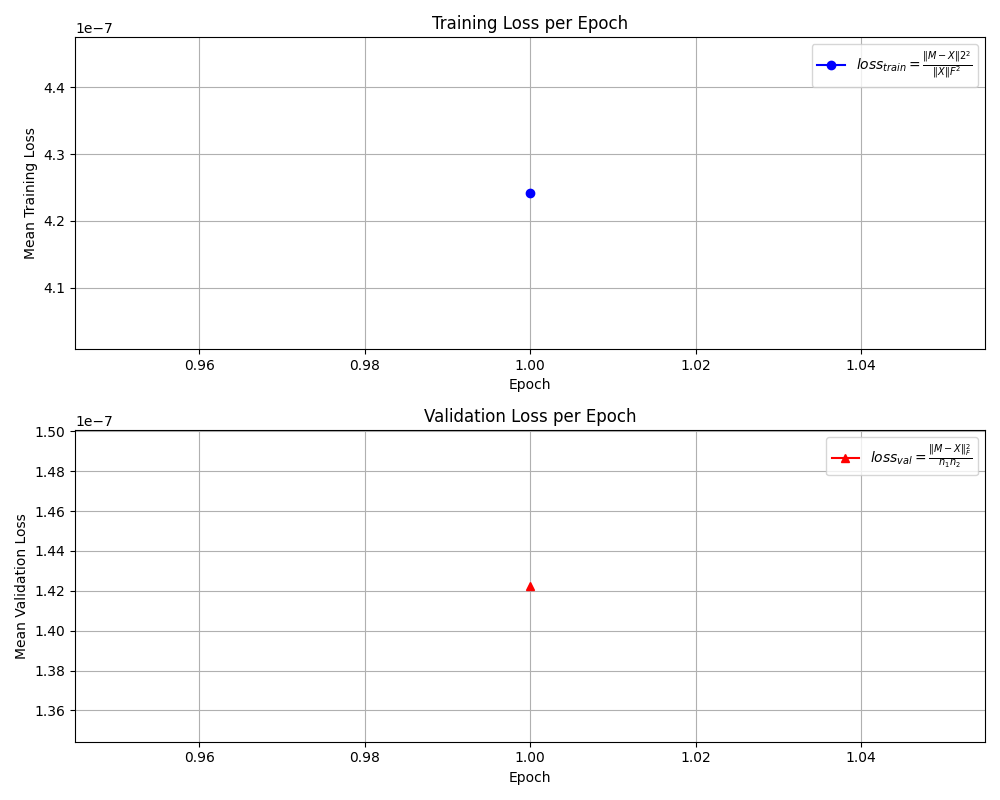 Training Loss per Epoch
1e−7
loss_train = ‖M − X‖2² / ‖X‖F²
4.4
4.3
4.2
4.1
Mean Training Loss
0.96 0.98 1.00 1.02 1.04
Epoch
Validation Loss per Epoch
1e−7
loss_val = ‖M − X‖²_F / n₁n₂
1.50
1.48
1.46
1.44
1.42
1.40
1.38
1.36
Mean Validation Loss
0.96 0.98 1.00 1.02 1.04
Epoch